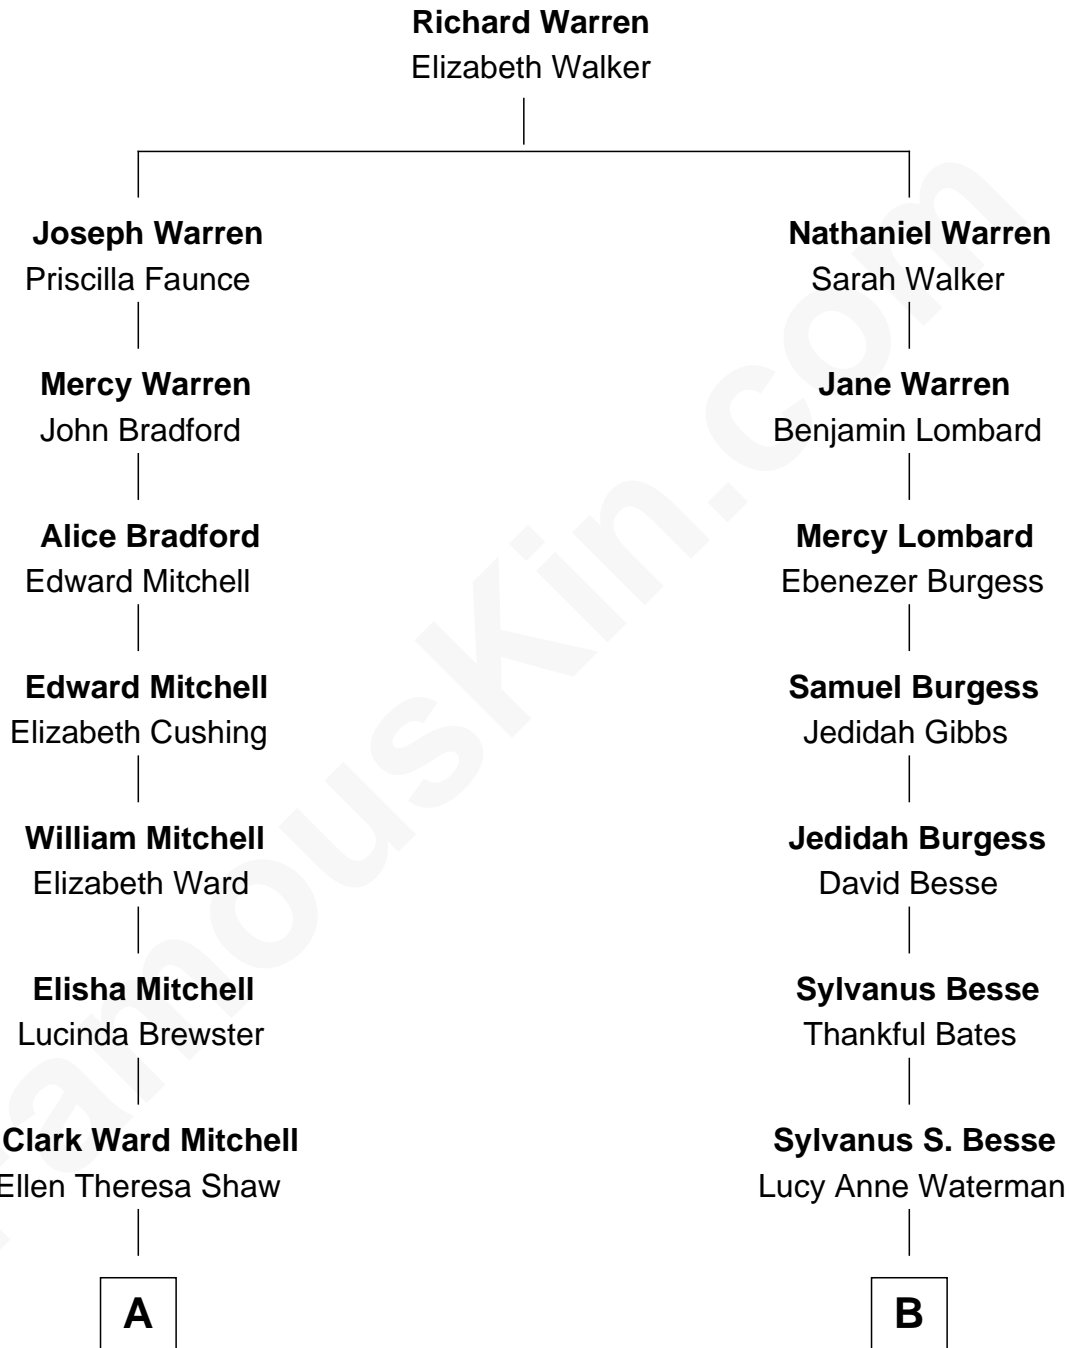 Richard Warren
Elizabeth Walker
Joseph Warren
Priscilla Faunce
Nathaniel Warren
Sarah Walker
Mercy Warren
John Bradford
Jane Warren
Benjamin Lombard
Alice Bradford
Edward Mitchell
Mercy Lombard
Ebenezer Burgess
Edward Mitchell
Elizabeth Cushing
Samuel Burgess
Jedidah Gibbs
William Mitchell
Elizabeth Ward
Jedidah Burgess
David Besse
Elisha Mitchell
Lucinda Brewster
Sylvanus Besse
Thankful Bates
Clark Ward Mitchell
Ellen Theresa Shaw
Sylvanus S. Besse
Lucy Anne Waterman
A
B
FamousKin.com